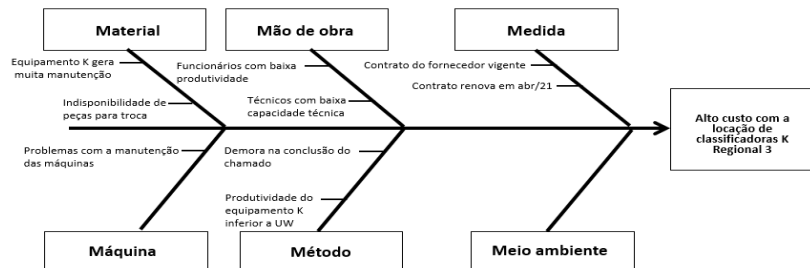 Material
Mão de obra
Medida
Equipamento K gera
muita manutenção
Indisponibilidade de
peças para troca
Funcionários com baixa
produtividade
Técnicos com baixa
capacidade técnica
Contrato do fornecedor vigente
Contrato renova em abr/21
Alto custo com a
locação de
classificadoras K
Regional 3
Problemas com a manutenção
das máquinas
Demora na conclusão do
chamado
Produtividade do
equipamento K
inferior a UW
Máquina
Método
Meio ambiente